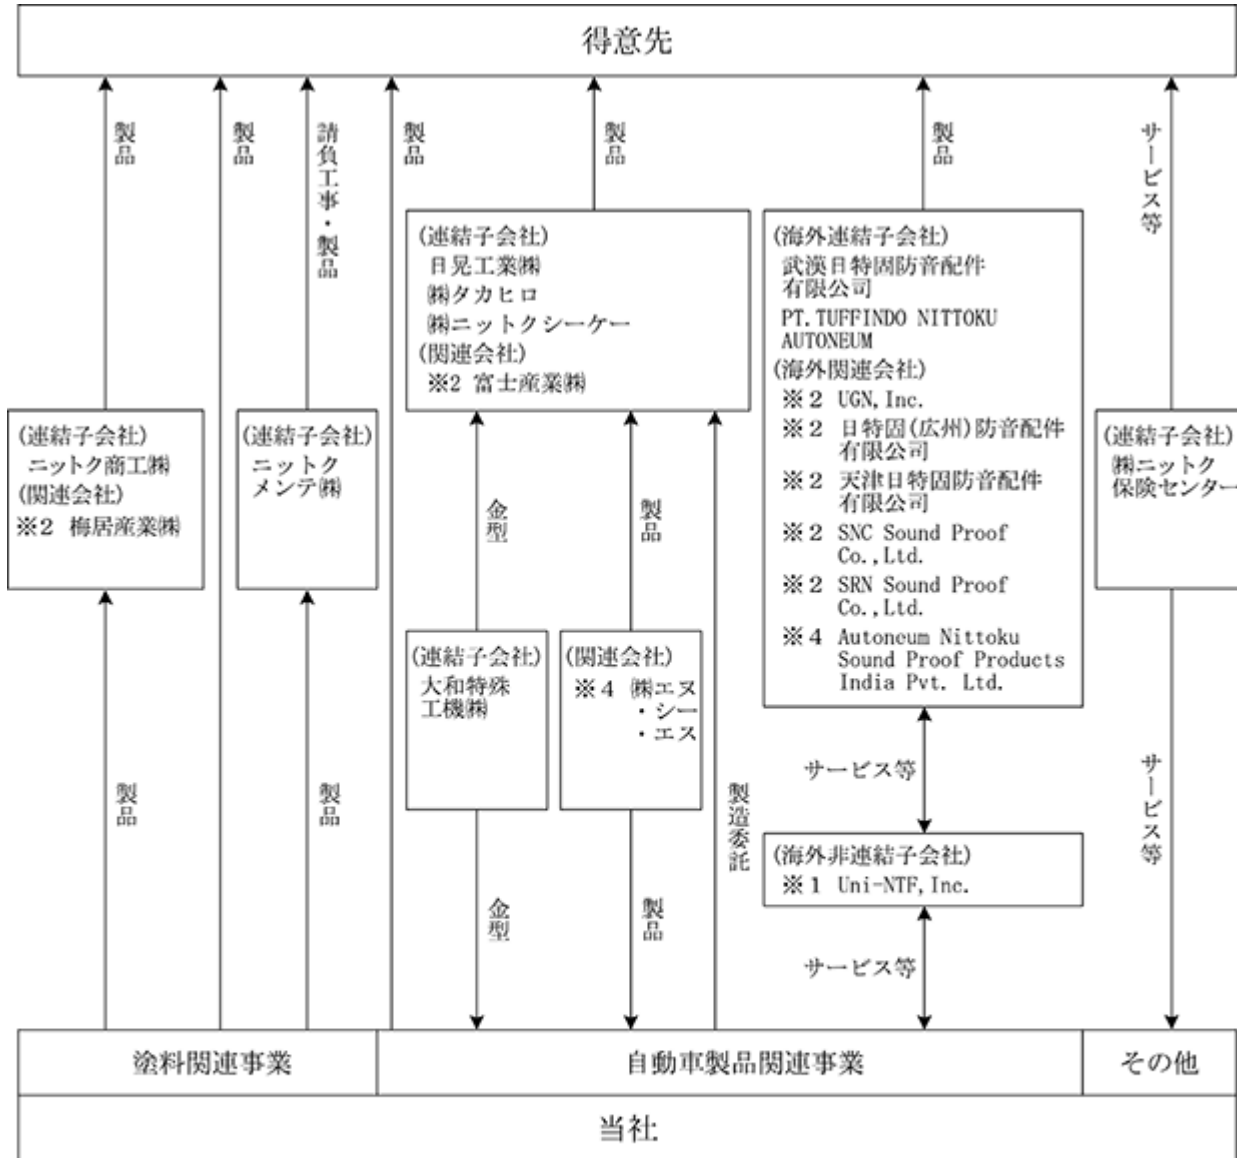 得意先
製品
製品
請負工事・製品
製品
製品
製品
サービス等
(連結子会社)
日晃工業㈱
㈱タカヒロ
㈱ニットクシーケー
(関連会社)
※2 富士産業㈱
(海外連結子会社)
武漢日特固防音配件
有限公司
PT.TUFFINDO NITTOKU
AUTONEUM
(海外関連会社)
※2 UGN,Inc.
※2 日特固(広州)防音配件
有限公司
※2 天津日特固防音配件
有限公司
※2 SNC Sound Proof
Co.,Ltd.
※2 SRN Sound Proof
Co.,Ltd.
※4 Autoneum Nittoku
Sound Proof Products
India Pvt. Ltd.
(連結子会社)
ニットク商工㈱
(関連会社)
※2 梅居産業㈱
(連結子会社)
ニットク
メンテ㈱
(連結子会社)
㈱ニットク
保険センター
金型
製品
(連結子会社)
大和特殊
工機㈱
(関連会社)
※4 ㈱エヌ
・シー
・エス
製品
製品
製造委託
サービス等
サービス等
(海外非連結子会社)
※1 Uni-NTF,Inc.
金型
製品
サービス等
塗料関連事業
自動車製品関連事業
その他
当社